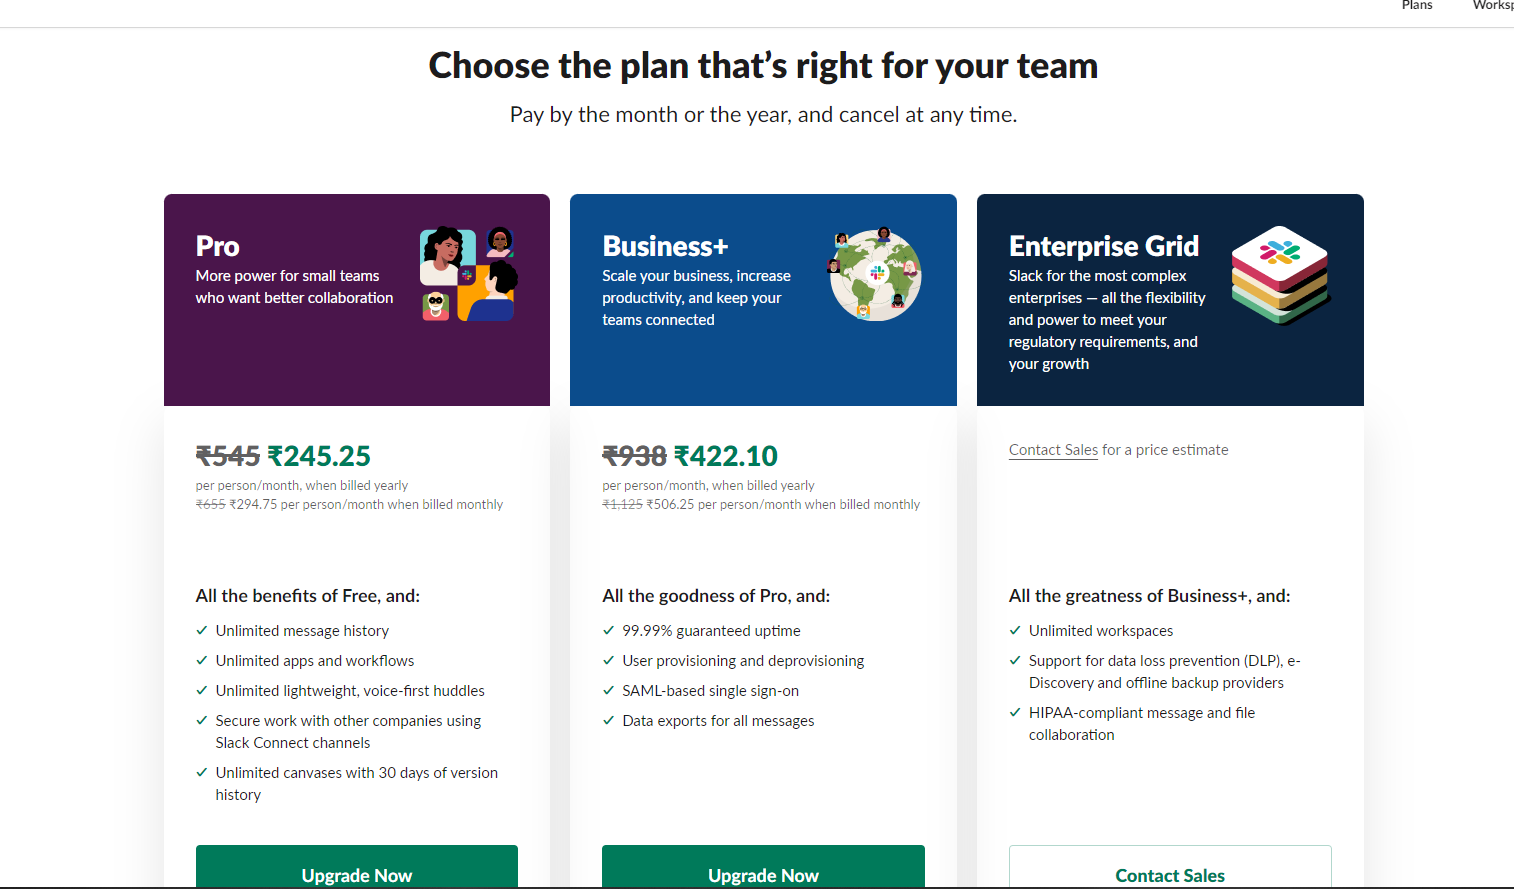 Plans
Choose the plan that’s right for your team
Pay by the month or the year, and cancel at any time.
Pro
More power for small teams
who want better collaboration
₹545 ₹245.25
per person/month, when billed yearly
₹655 ₹294.75 per person/month when billed monthly
All the benefits of Free, and:
Unlimited message history
Unlimited apps and workflows
Unlimited lightweight, voice-first huddles
Secure work with other companies using
Slack Connect channels
Unlimited canvases with 30 days of version
history
Upgrade Now
Business+
Scale your business, increase
productivity, and keep your
teams connected
₹938 ₹422.10
per person/month, when billed yearly
₹1,125 ₹506.25 per person/month when billed monthly
All the goodness of Pro, and:
99.99% guaranteed uptime
User provisioning and deprovisioning
SAML-based single sign-on
Data exports for all messages
Upgrade Now
Enterprise Grid
Slack for the most complex
enterprises — all the flexibility
and power to meet your
regulatory requirements, and
your growth
Contact Sales for a price estimate
All the greatness of Business+, and:
Unlimited workspaces
Support for data loss prevention (DLP), e-
Discovery and offline backup providers
HIPAA-compliant message and file
collaboration
Contact Sales